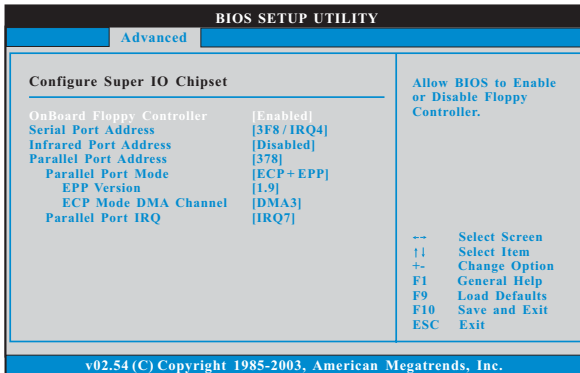 BIOS SETUP UTILITY
Advanced
Configure Super IO Chipset
OnBoard Floppy Controller [Enabled]
Serial Port Address [3F8 / IRQ4]
Infrared Port Address [Disabled]
Parallel Port Address [378]
Parallel Port Mode [ECP + EPP]
EPP Version [1.9]
ECP Mode DMA Channel [DMA3]
Parallel Port IRQ [IRQ7]
Allow BIOS to Enable
or Disable Floppy
Controller.
←→ Select Screen
↑↓ Select Item
+- Change Option
F1 General Help
F9 Load Defaults
F10 Save and Exit
ESC Exit
v02.54 (C) Copyright 1985-2003, American Megatrends, Inc.